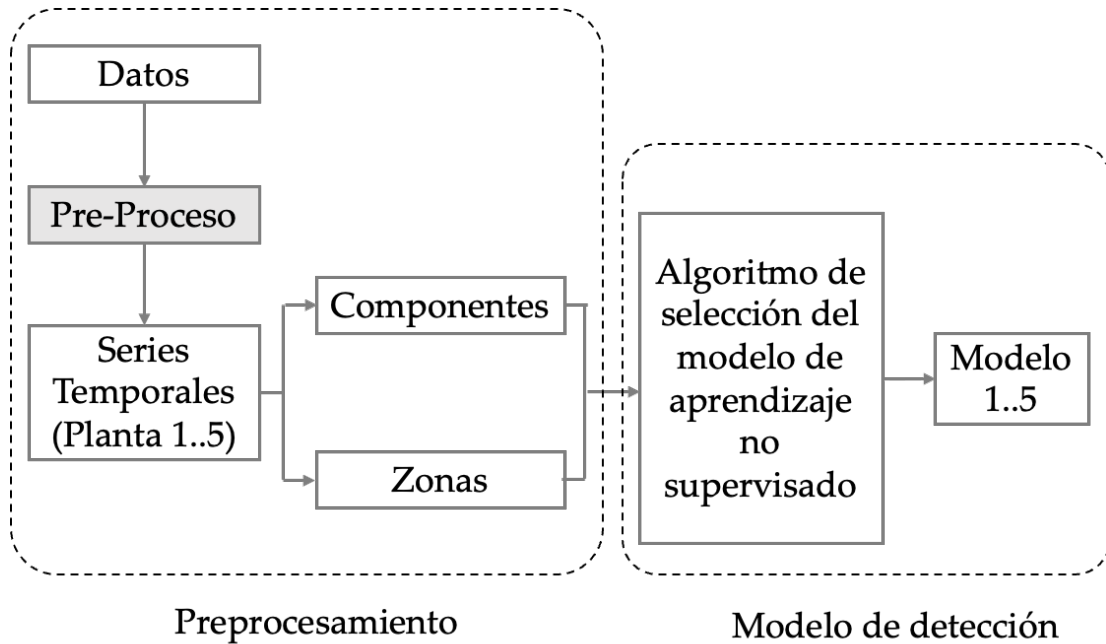 Datos
Pre-Proceso
Series
Temporales
(Planta 1..5)
Componentes
Zonas
Algoritmo de
selección del
modelo de
aprendizaje
no
supervisado
Modelo
1..5
Preprocesamiento
Modelo de detección